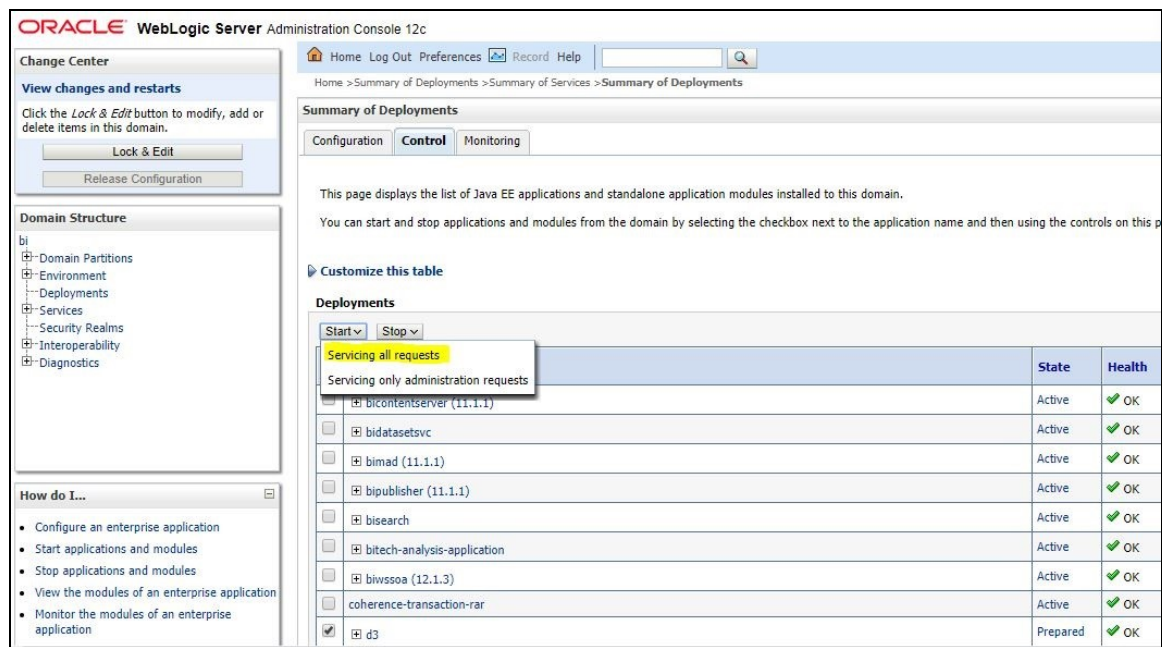 ORACLE WebLogic Server Administration Console 12c
Change Center
View changes and restarts
Click the Lock & Edit button to modify, add or
delete items in this domain.
Lock & Edit
Release Configuration
Domain Structure
bi
Domain Partitions
Environment
Deployments
Services
Security Realms
Interoperability
Diagnostics
How do I...
Configure an enterprise application
Start applications and modules
Stop applications and modules
View the modules of an enterprise application
Monitor the modules of an enterprise
application
Home Log Out Preferences Record Help
Home >Summary of Deployments >Summary of Services >Summary of Deployments
Summary of Deployments
Configuration Control Monitoring
This page displays the list of Java EE applications and standalone application modules installed to this domain.
You can start and stop applications and modules from the domain by selecting the checkbox next to the application name and then using the controls on this p
Customize this table
Deployments
Start Stop
Servicing all requests
Servicing only administration requests
State Health
bicontentserver (11.1.1) Active OK
bidatasetsvc Active OK
bimad (11.1.1) Active OK
bipublisher (11.1.1) Active OK
bisearch Active OK
bitech-analysis-application Active OK
biwssoa (12.1.3) Active OK
coherence-transaction-rar Active OK
d3 Prepared OK